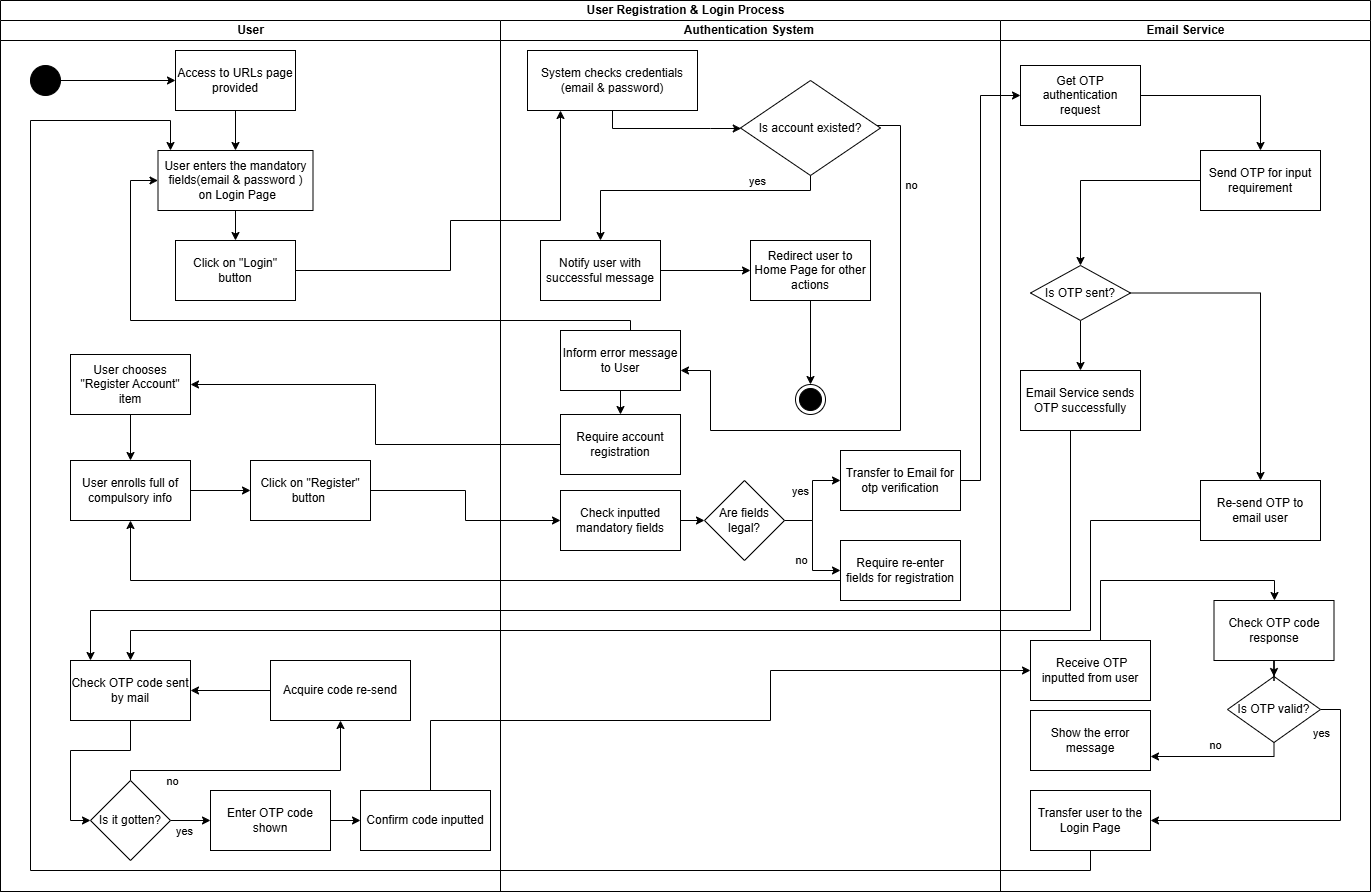 User Registration & Login Process
User
Authentication System
Email Service
Access to URLs page
provided
User enters the mandatory
fields(email & password )
on Login Page
Click on "Login"
button
System checks credentials
(email & password)
Is account existed?
yes
no
Notify user with
successful message
Redirect user to
Home Page for other
actions
Inform error message
to User
Require account
registration
User chooses
"Register Account"
item
User enrolls full of
compulsory info
Click on "Register"
button
Check inputted
mandatory fields
Are fields
legal?
yes
no
Transfer to Email for
otp verification
Require re-enter
fields for registration
Get OTP
authentication
request
Send OTP for input
requirement
Is OTP sent?
Email Service sends
OTP successfully
Re-send OTP to
email user
Check OTP code sent
by mail
Acquire code re-send
Is it gotten?
no
yes
Enter OTP code
shown
Confirm code inputted
Receive OTP
inputted from user
Check OTP code
response
Is OTP valid?
no
yes
Show the error
message
Transfer user to the
Login Page